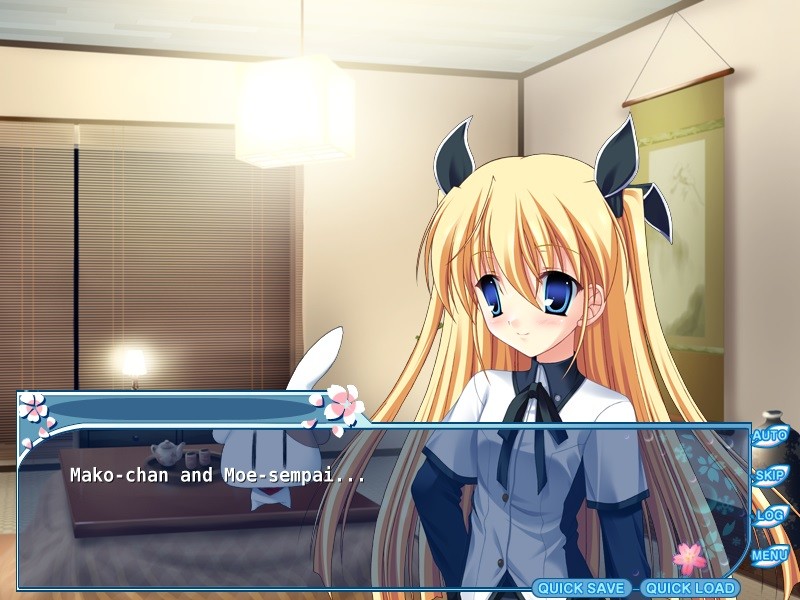 Mako-chan and Moe-sempai...
AUTO
SKIP
LOG
MENU
QUICK SAVE
QUICK LOAD